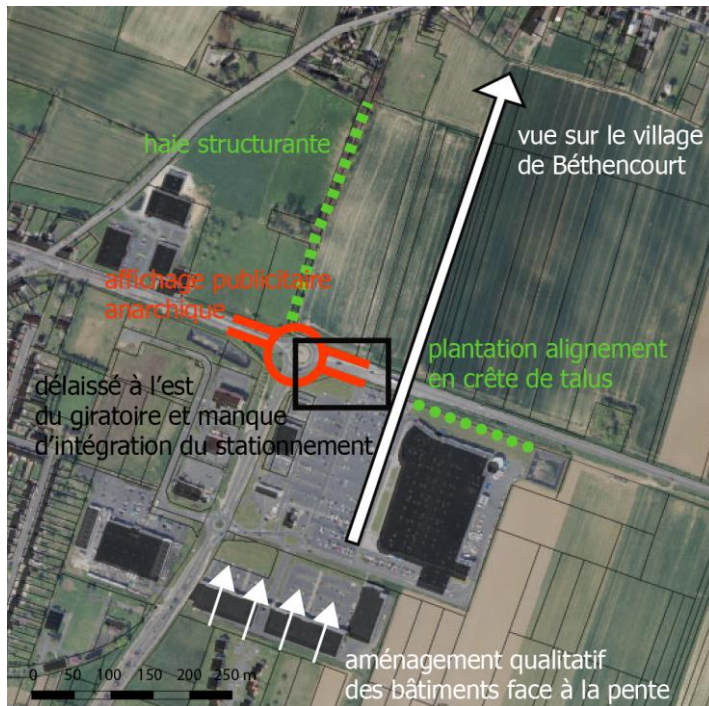 haie structurante
vue sur le village
de Béthencourt
affichage publicitaire
anarchique
plantation alignement
en crête de talus
délaissé à l'est
du giratoire et manque
d'intégration du stationnement
aménagement qualitatif
des bâtiments face à la pente
0 50 100 150 200 250 m